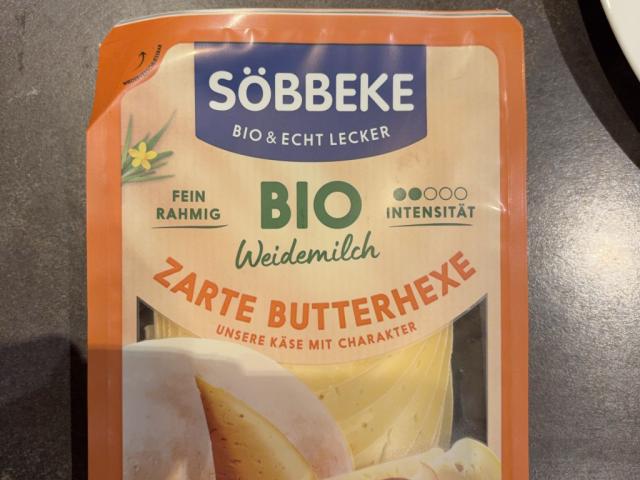 SÖBBEKE
BIO & ECHT LECKER
FEIN
RAHMIG
BIO
INTENSITÄT
Weidemilch
ZARTE BUTTERHEXE
UNSERE KÄSE MIT CHARAKTER